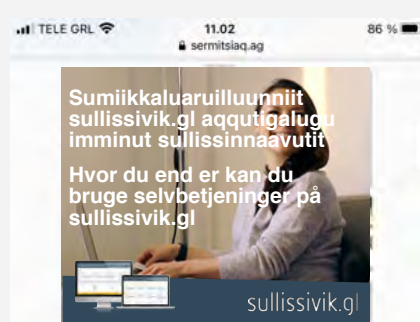 TELE GRL
11.02
86 %
sermitsiaq.ag
Sumiikkaluaruilluunniit
sullissivik.gl aqqutigalugu
imminut sullissinnaavutit
Hvor du end er kan du
bruge selvbetjeninger på
sullissivik.gl
sullissivik.gl